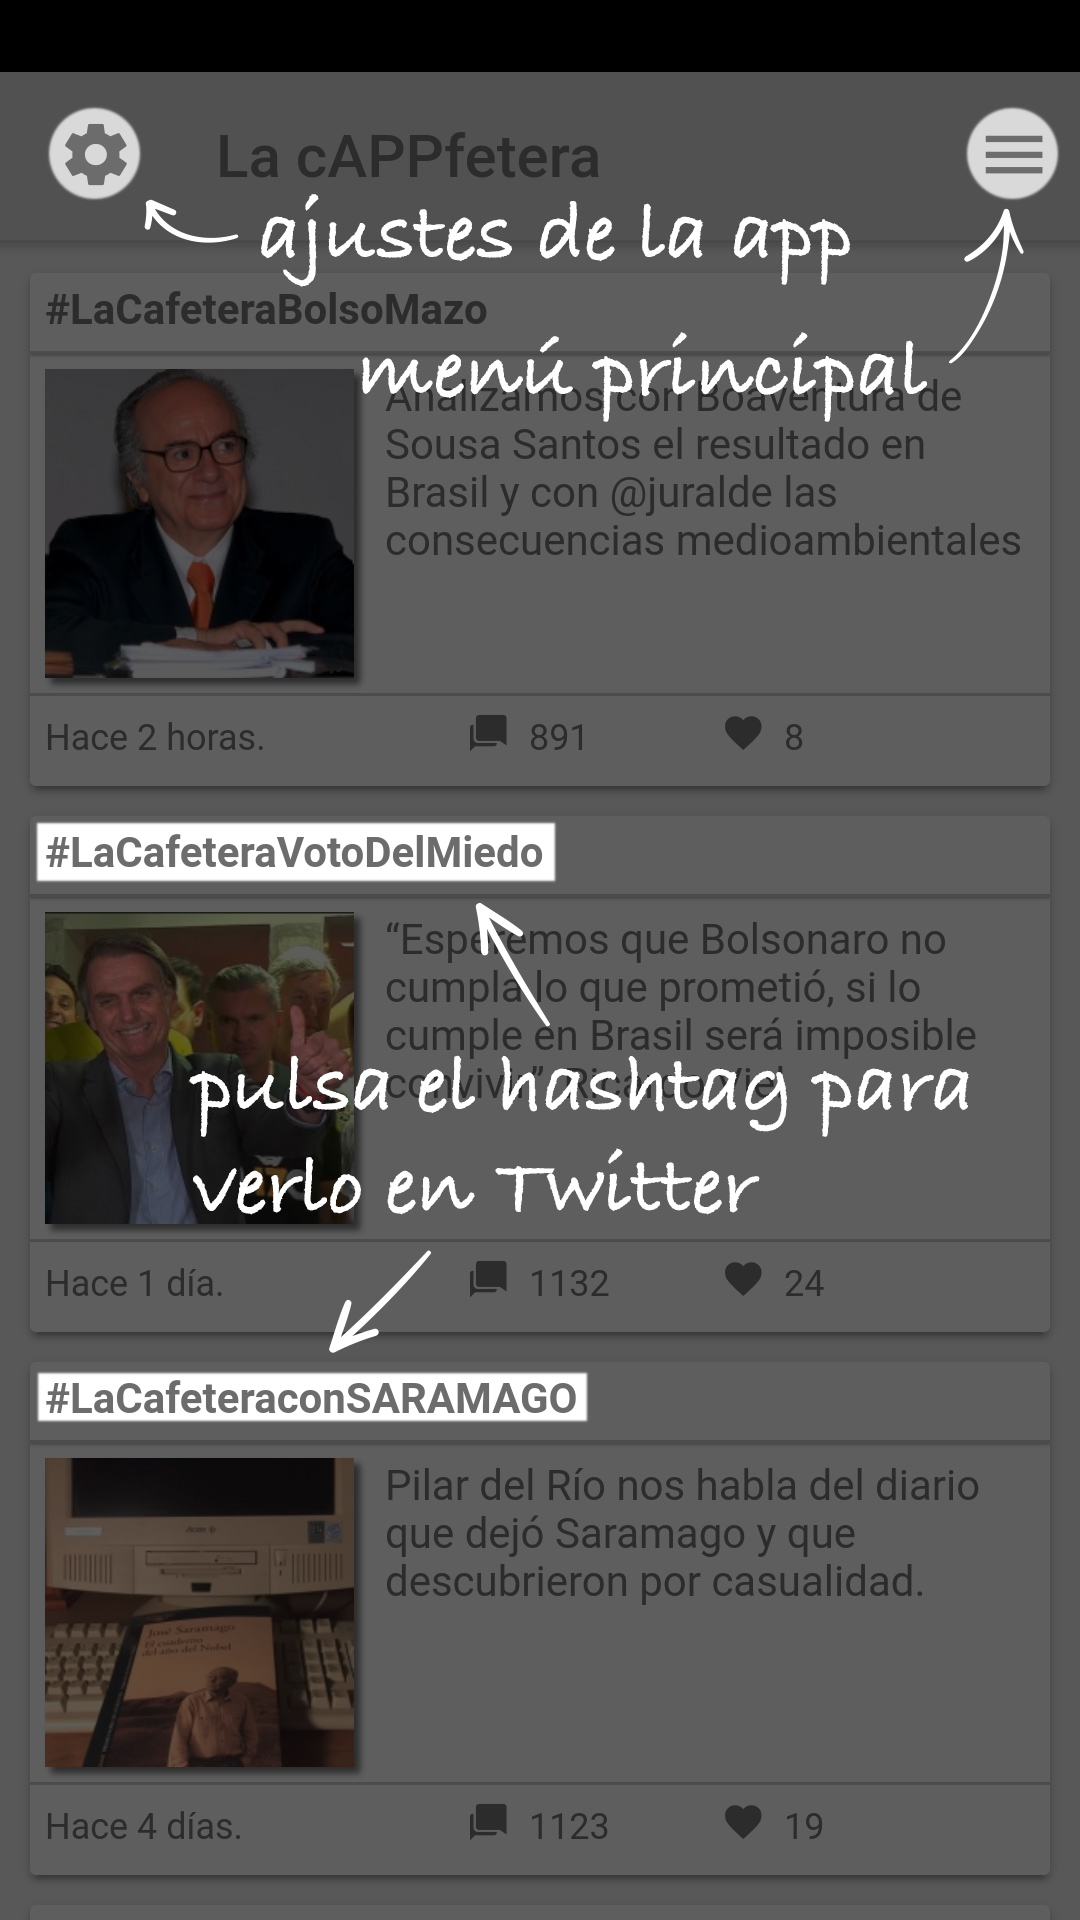 La cAPPfetera
ajustes de la app
#LaCafeteraBolsoMazo
menú principal
Analizamos con Boaventura de
Sousa Santos el resultado en
Brasil y con @juralde las
consecuencias medioambientales
Hace 2 horas.
891
8
#LaCafeteraVotoDelMiedo
“Esperemos que Bolsonaro no
cumpla lo que prometió, si lo
cumple en Brasil será imposible
convivir” Ricardo Viel
pulsa el hashtag para
verlo en Twitter
Hace 1 día.
1132
24
#LaCafeteraconSARAMAGO
Pilar del Río nos habla del diario
que dejó Saramago y que
descubrieron por casualidad.
José Saramago
El cuaderno
del año del Nobel
Hace 4 días.
1123
19